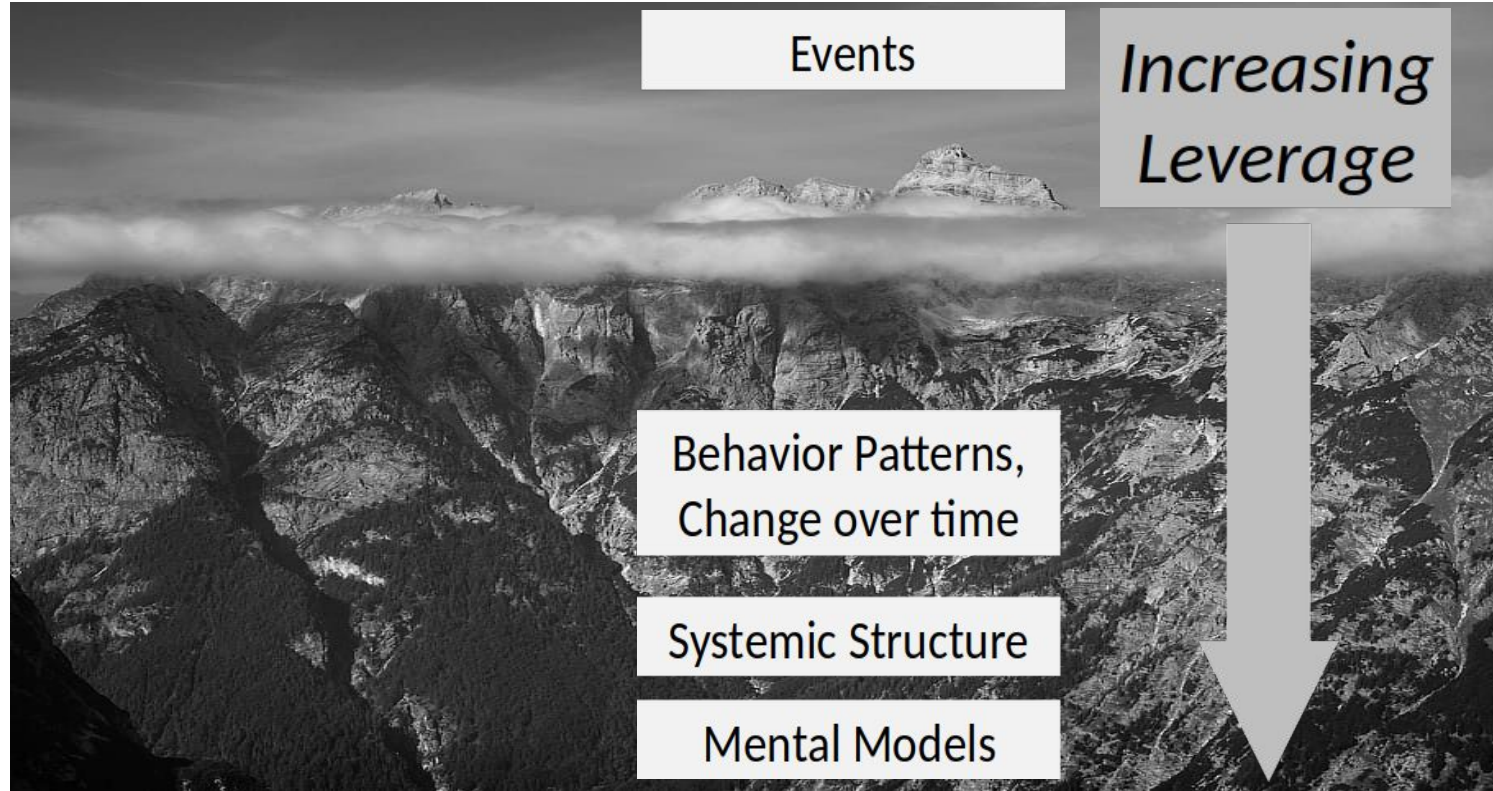 Events
Increasing
Leverage
Behavior Patterns,
Change over time
Systemic Structure
Mental Models